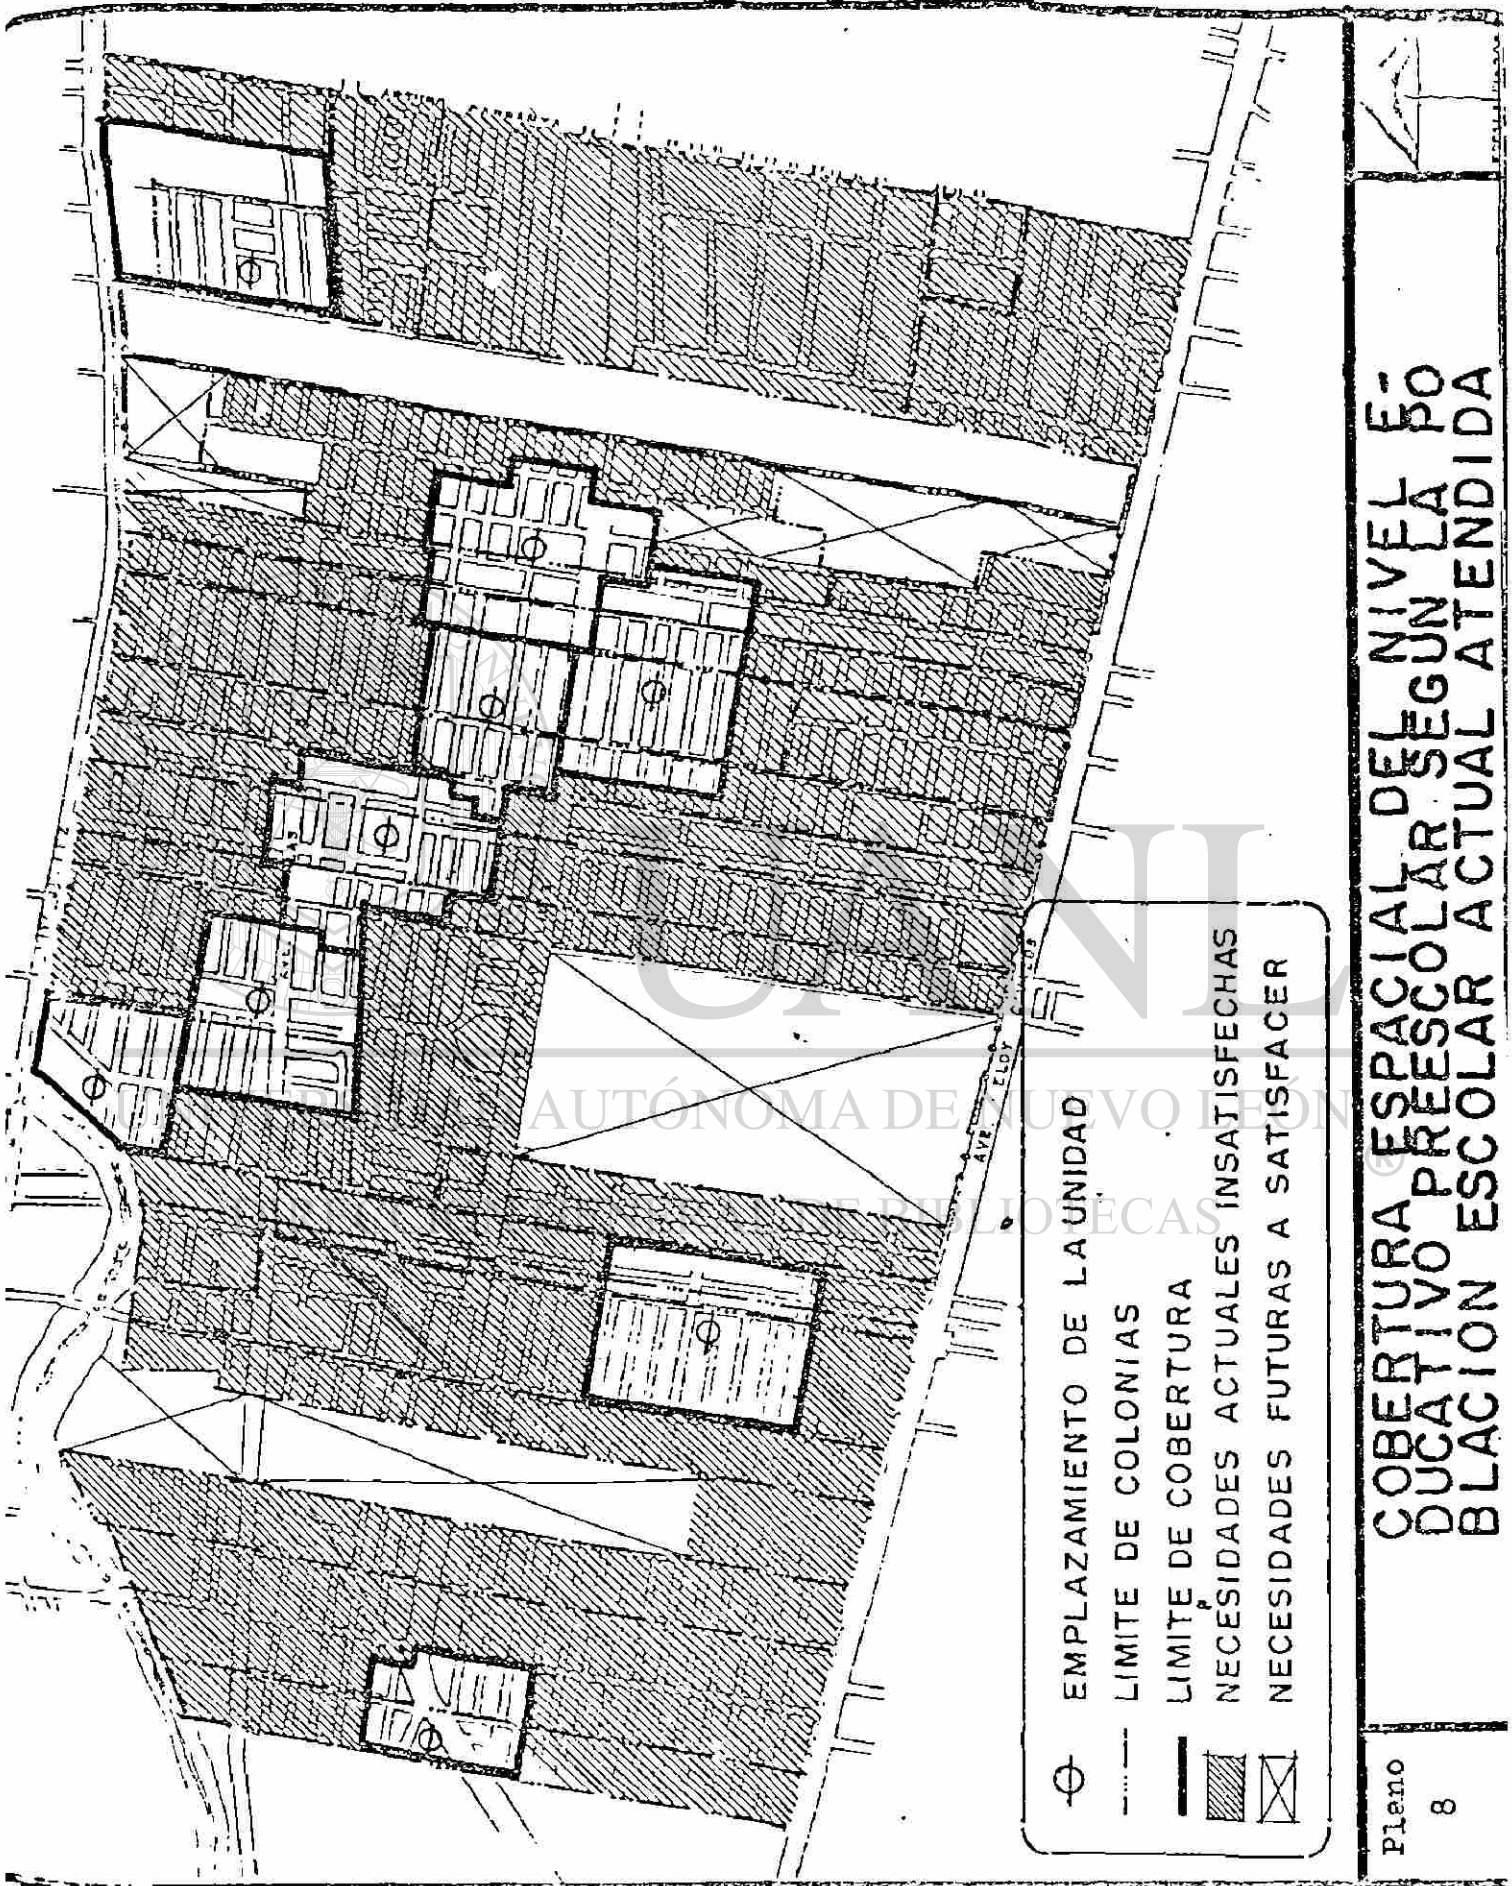 COBERTURA ESPACIAL DEL NIVEL E-
DUCATIVO PREESCOLAR SEGUN LA PO
BLACION ESCOLAR ACTUAL ATENDIDA
Plano
8
EMPLAZAMIENTO DE LA UNIDAD
LIMITE DE COLONIAS
LIMITE DE COBERTURA
NECESIDADES ACTUALES INSATISFECHAS
NECESIDADES FUTURAS A SATISFACER
AVE. ELOY
UANL
AUTÓNOMA DE NUEVO LEÓN
®
DE BIBLIOTECAS